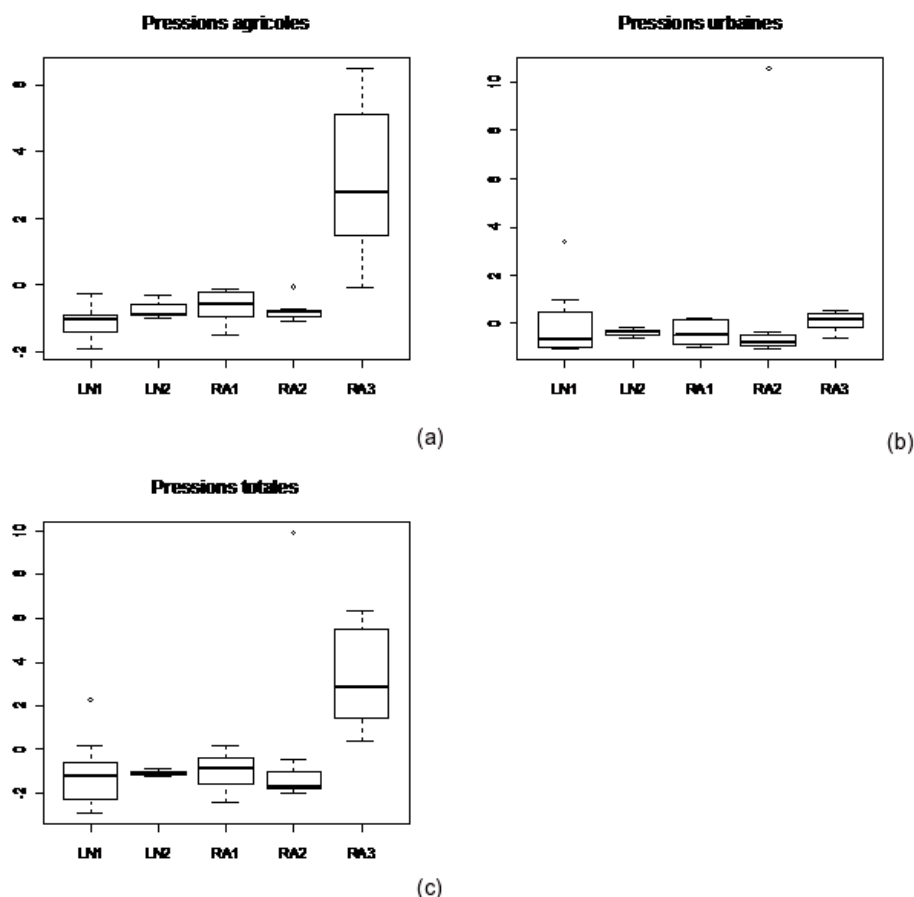 Pressions agricoles
6
4
2
0
-2
LN1 LN2 RA1 RA2 RA3
(a)
Pressions urbaines
10
8
6
4
2
0
LN1 LN2 RA1 RA2 RA3
(b)
Pressions totales
10
8
6
4
2
0
-2
LN1 LN2 RA1 RA2 RA3
(c)